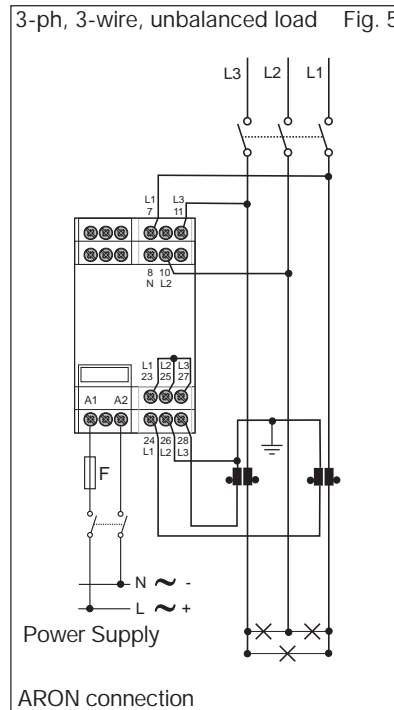 3-ph, 3-wire, unbalanced load Fig. 5
L3 L2 L1
L1 L3
7 11
8 10
N L2
L1 L2 L3
23 25 27
A1 A2
24 26 28
L1 L2 L3
F
N ~ -
L ~ +
Power Supply
ARON connection